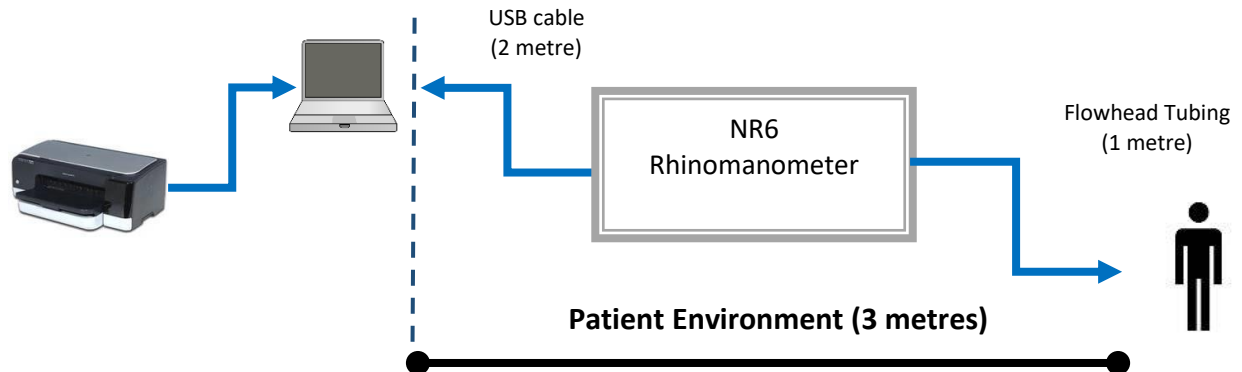 USB cable
(2 metre)
NR6
Rhinomanometer
Flowhead Tubing
(1 metre)
Patient Environment (3 metres)